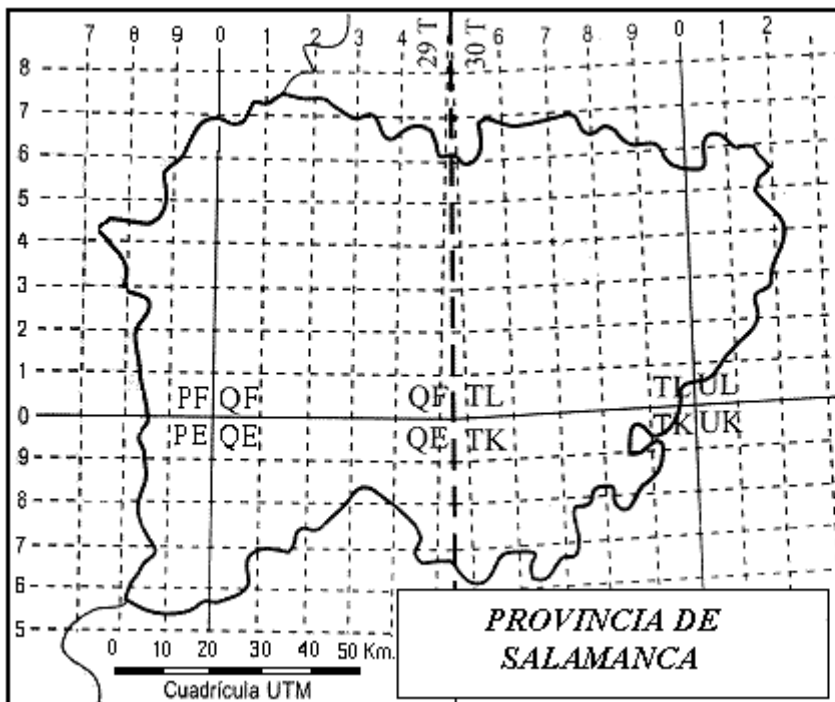 7 8 9 0 1 2 3 4 29 T 30 T 6 7 8 9 0 1 2
8
7
6
5
4
3
2
1
PF QF QF TL TL UL
0
PE QE QE TK TK UK
9
8
7
6
5
0 10 20 30 40 50 Km.
Cuadrícula UTM
PROVINCIA DE
SALAMANCA